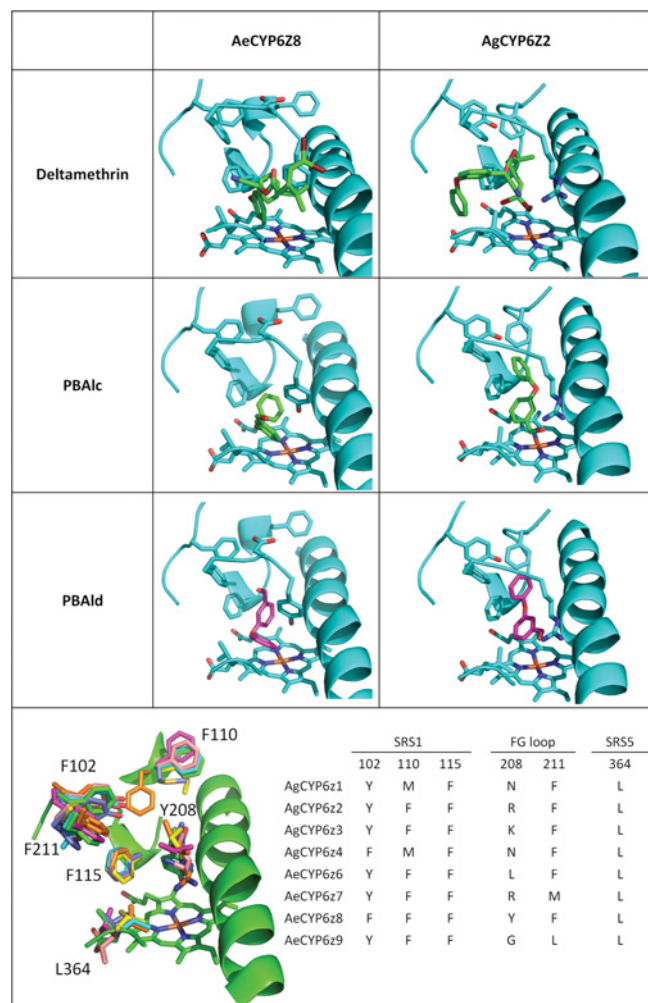 AeCYP6Z8 AgCYP6Z2
Deltamethrin
PBAlc
PBAld
F110
F102
Y208
F211
F115
L364
SRS1 FG loop SRS5
102 110 115 208 211 364
AgCYP6z1 Y M F N F L
AgCYP6z2 Y F F R F L
AgCYP6z3 Y F F K F L
AgCYP6z4 F M F N F L
AeCYP6z6 Y F F L F L
AeCYP6z7 Y F F R M L
AeCYP6z8 F F F Y F L
AeCYP6z9 Y F F G L L